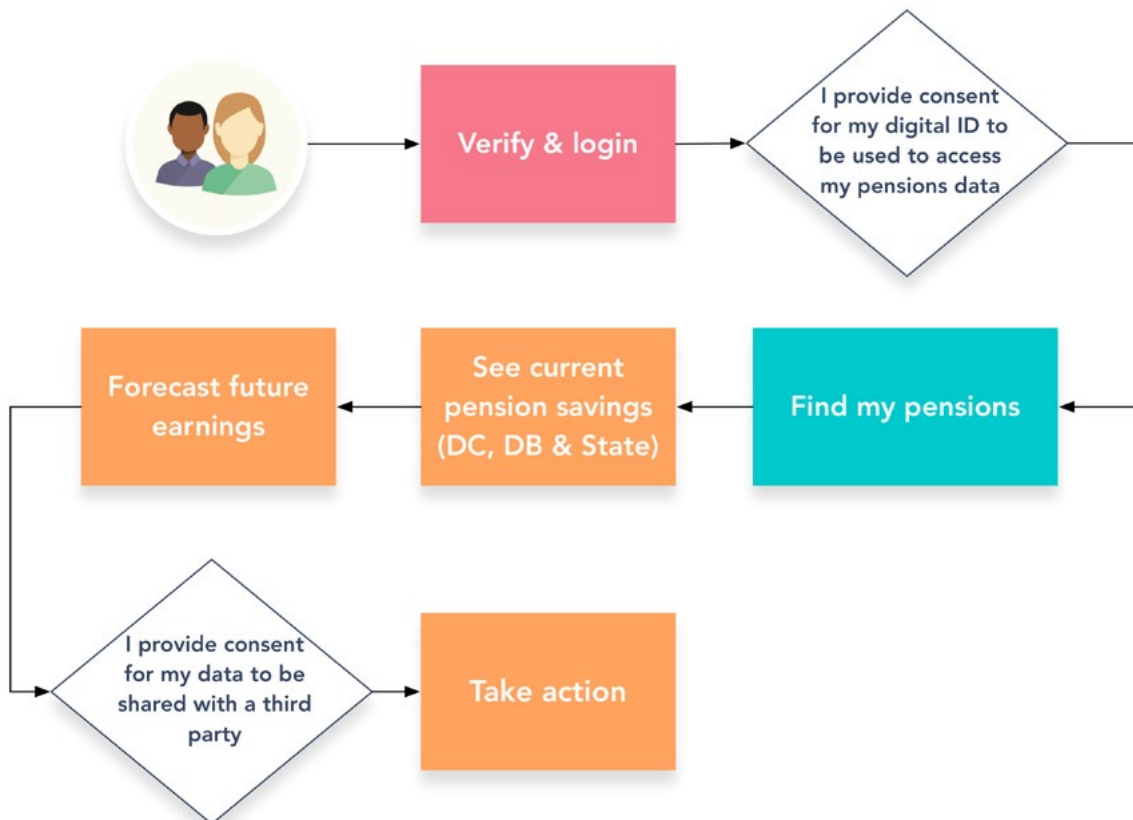 Verify & login
I provide consent
for my digital ID to
be used to access
my pensions data
Forecast future
earnings
See current
pension savings
(DC, DB & State)
Find my pensions
I provide consent
for my data to be
shared with a third
party
Take action